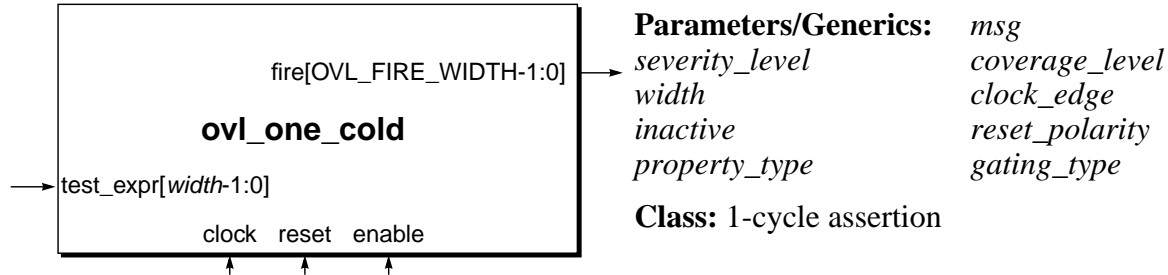 fire[OVL_FIRE_WIDTH-1:0]
ovl_one_cold
test_expr[width-1:0]
clock reset enable
Parameters/Generics: msg
severity_level coverage_level
width clock_edge
inactive reset_polarity
property_type gating_type
Class: 1-cycle assertion